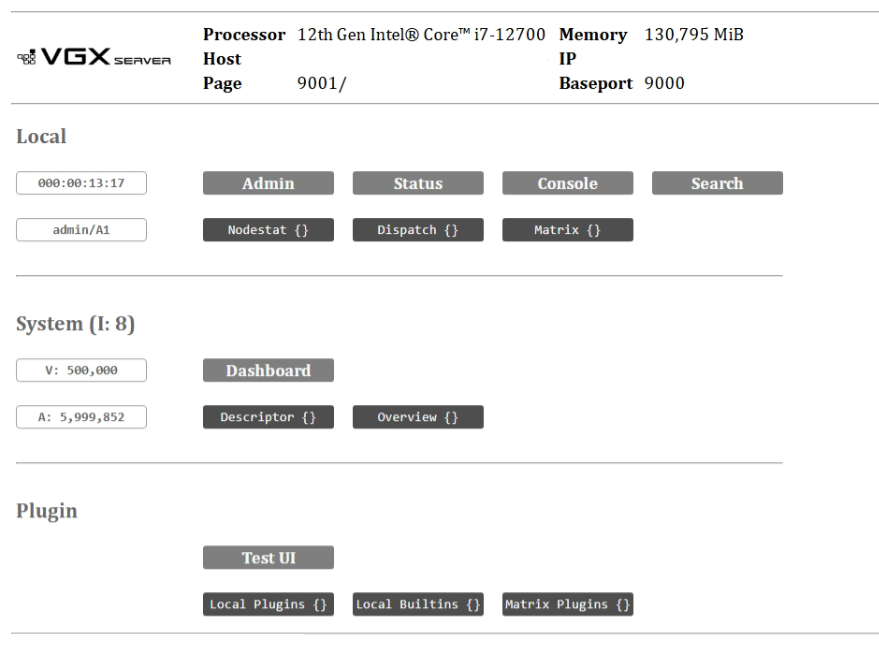 VGX SERVER
Processor 12th Gen Intel® Core™ i7-12700 Memory 130,795 MiB
Host IP
Page 9001/ Baseport 9000
Local
000:00:13:17 Admin Status Console Search
admin/A1 Nodestat {} Dispatch {} Matrix {}
System (I: 8)
V: 500,000 Dashboard
A: 5,999,852 Descriptor {} Overview {}
Plugin
Test UI
Local Plugins {} Local Builtins {} Matrix Plugins {}